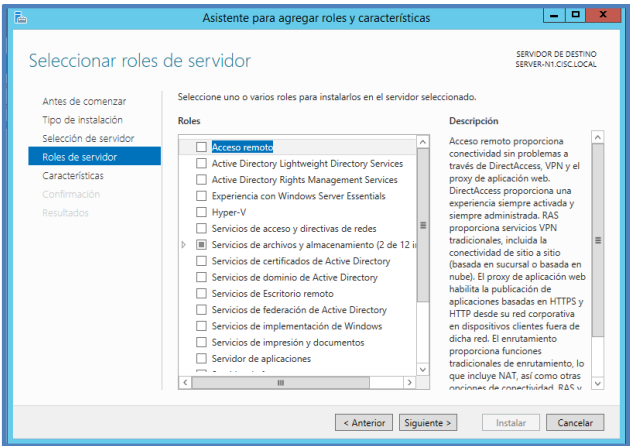 Asistente para agregar roles y características
Seleccionar roles de servidor
SERVIDOR DE DESTINO
SERVER-N1.CISC.LOCAL
Antes de comenzar
Tipo de instalación
Selección de servidor
Roles de servidor
Características
Confirmación
Resultados
Seleccione uno o varios roles para instalarlos en el servidor seleccionado.
Roles
Acceso remoto
Active Directory Lightweight Directory Services
Active Directory Rights Management Services
Experiencia con Windows Server Essentials
Hyper-V
Servicios de acceso y directivas de redes
Servicios de archivos y almacenamiento (2 de 12 in
Servicios de certificados de Active Directory
Servicios de dominio de Active Directory
Servicios de Escritorio remoto
Servicios de federación de Active Directory
Servicios de implementación de Windows
Servicios de impresión y documentos
Servidor de aplicaciones
Descripción
Acceso remoto proporciona
conectividad sin problemas a
través de DirectAccess, VPN y el
proxy de aplicación web.
DirectAccess proporciona una
experiencia siempre activada y
siempre administrada. RAS
proporciona servicios VPN
tradicionales, incluida la
conectividad de sitio a sitio
(basada en sucursal o basada en
nube). El proxy de aplicación web
habilita la publicación de
aplicaciones basadas en HTTPS y
HTTP desde su red corporativa
en dispositivos clientes fuera de
dicha red. El enrutamiento
proporciona funciones
tradicionales de enrutamiento, lo
que incluye NAT, así como otras
opciones de conectividad. RAS y
< Anterior
Siguiente >
Instalar
Cancelar